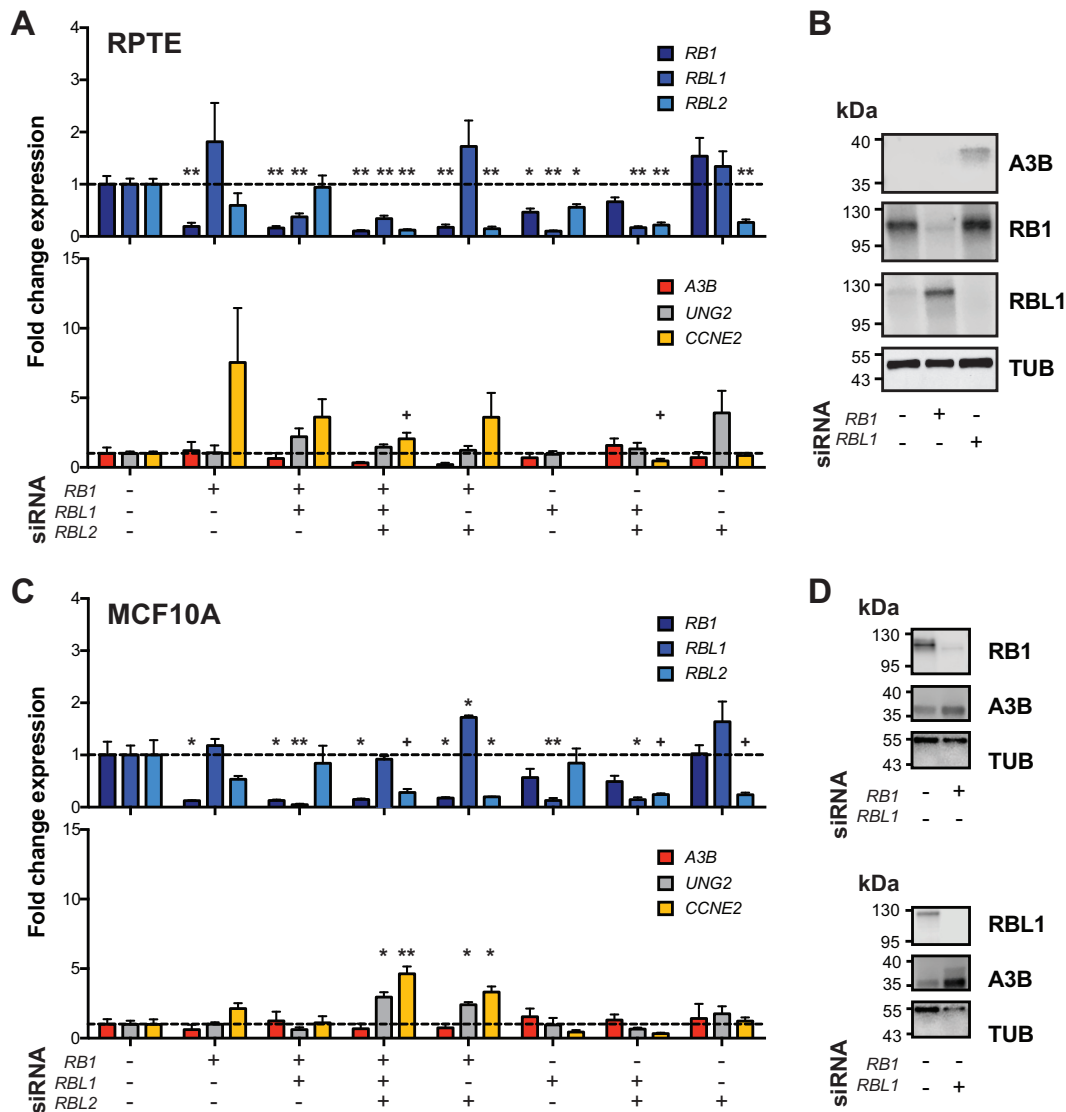 A
RPTE
Fold change expression
4
3
2
1
0
RB1
RBL1
RBL2
** ** ** ** ** ** ** ** * ** * ** ** **
15
10
5
0
A3B
UNG2
CCNE2
+ +
siRNA
RB1 - + + + + - - -
RBL1 - - + + - + + -
RBL2 - - - + + - + +
B
kDa
40
35
A3B
130
95
RB1
130
95
RBL1
55
43
TUB
siRNA
RB1 - + -
RBL1 - - +
C
MCF10A
Fold change expression
4
3
2
1
0
RB1
RBL1
RBL2
* * ** * + * * * ** * + +
15
10
5
0
A3B
UNG2
CCNE2
* ** * *
siRNA
RB1 - + + + + - - -
RBL1 - - + + - + + -
RBL2 - - - + + - + +
D
kDa
130
95
RB1
40
35
A3B
55
43
TUB
siRNA
RB1 - +
RBL1 - -
kDa
130
95
RBL1
40
35
A3B
55
43
TUB
siRNA
RB1 - -
RBL1 - +